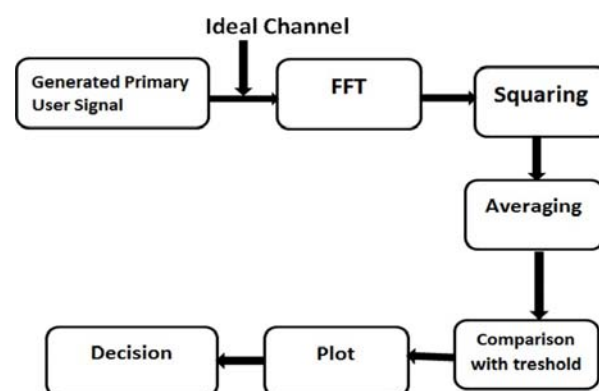 Ideal Channel
Generated Primary
User Signal
FFT
Squaring
Averaging
Comparison
with treshold
Plot
Decision